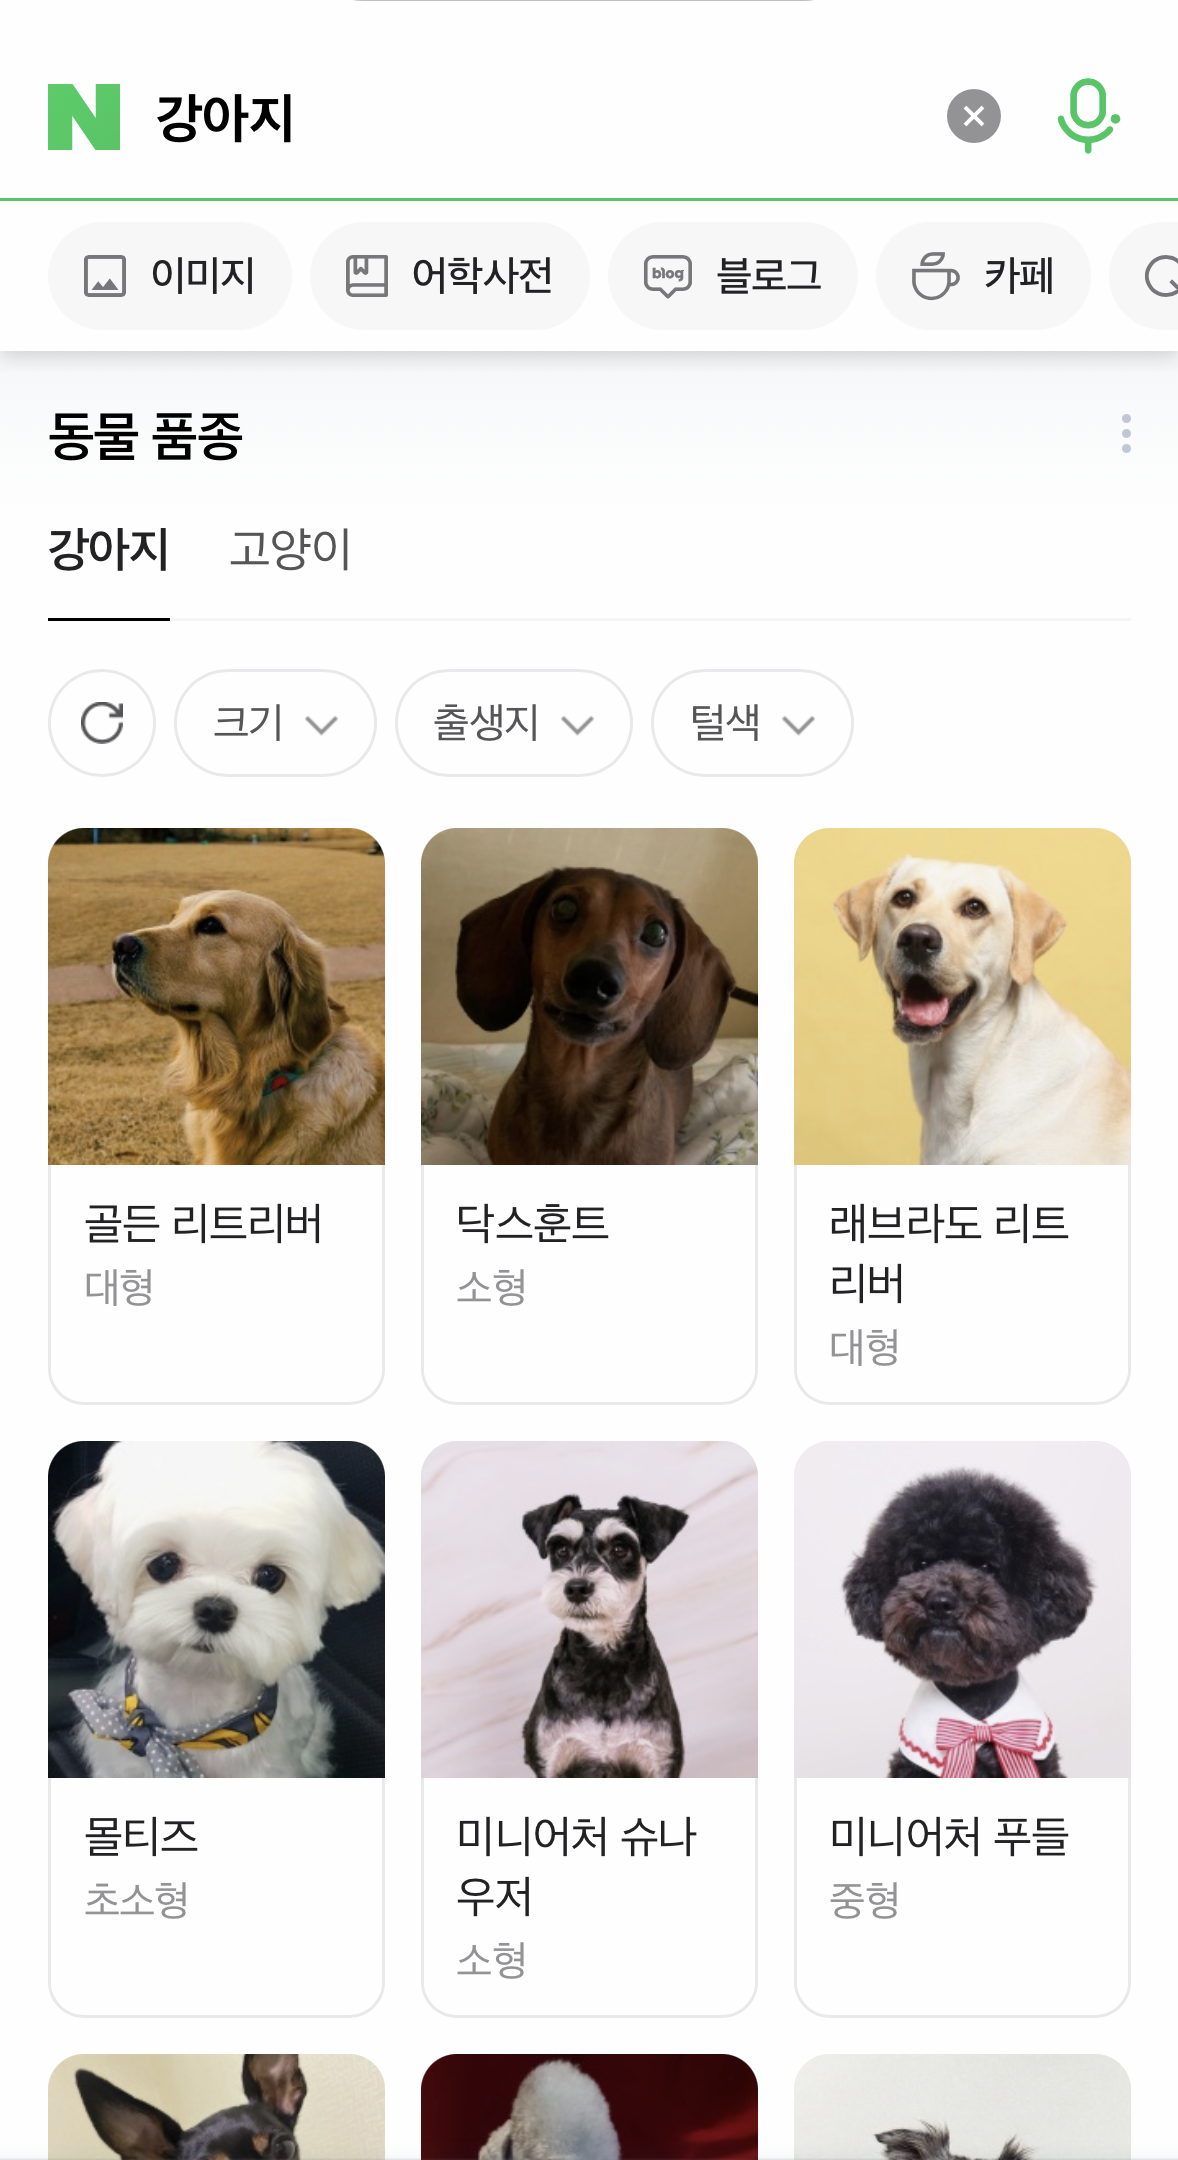 N 강아지
이미지 어학사전 blog 블로그 카페
동물 품종
강아지 고양이
크기 출생지 털색
골든 리트리버
대형
닥스훈트
소형
래브라도 리트
리버
대형
몰티즈
초소형
미니어처 슈나
우저
소형
미니어처 푸들
중형